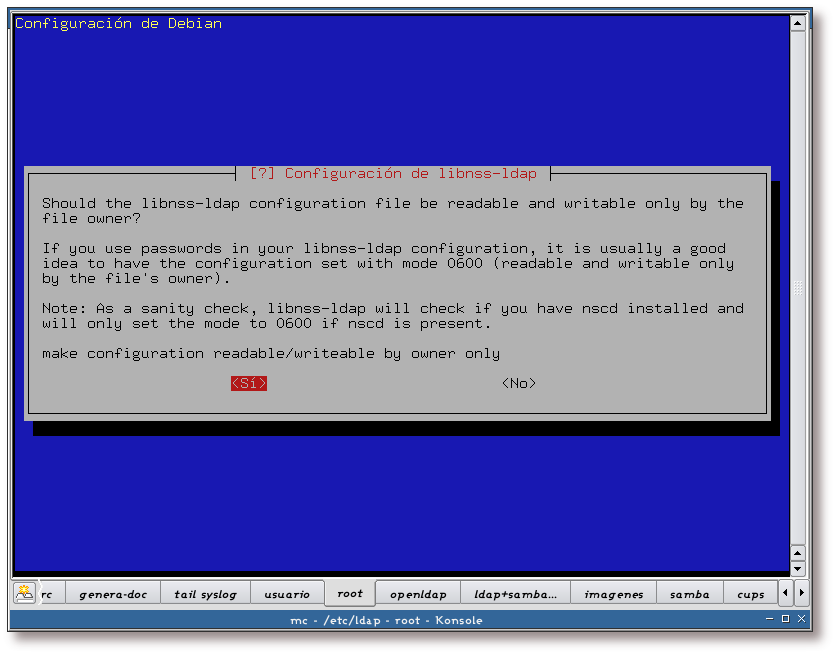 Configuración de Debian
[?] Configuración de libnss-ldap
Should the libnss-ldap configuration file be readable and writable only by the
file owner?
If you use passwords in your libnss-ldap configuration, it is usually a good
idea to have the configuration set with mode 0600 (readable and writable only
by the file's owner).
Note: As a sanity check, libnss-ldap will check if you have nscd installed and
will only set the mode to 0600 if nscd is present.
make configuration readable/writeable by owner only
<Sí> <No>
rc genera-doc tail syslog usuario root openldap ldap+samba... imagenes samba cups
mc - /etc/ldap - root - Konsole